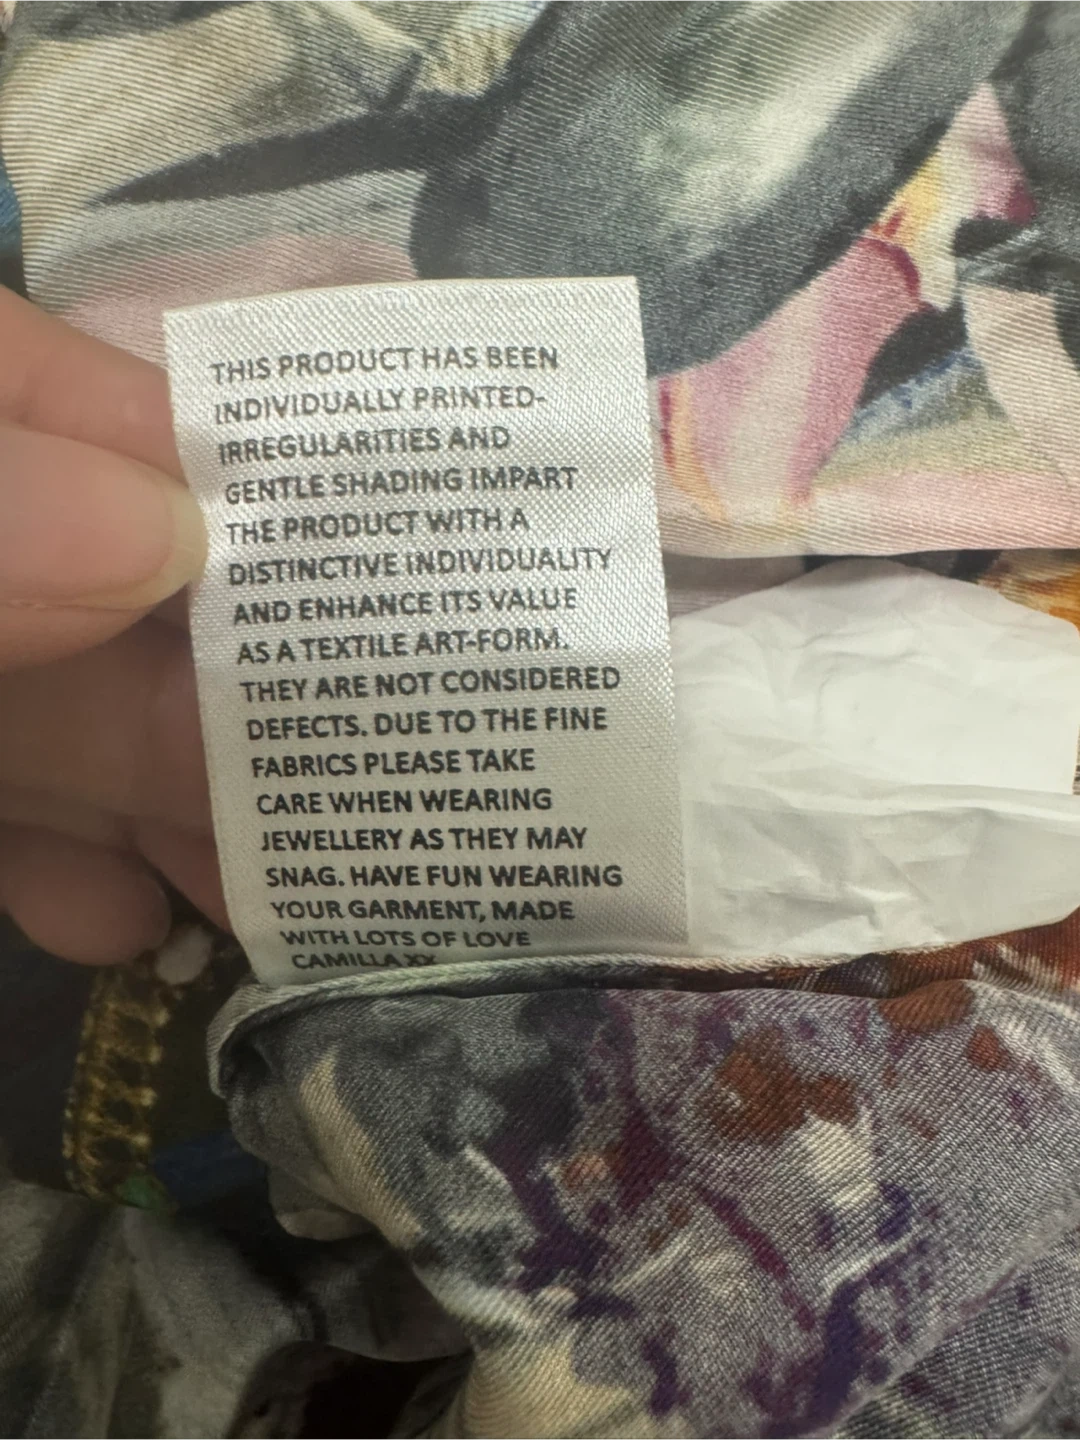 THIS PRODUCT HAS BEEN
INDIVIDUALLY PRINTED-
IRREGULARITIES AND
GENTLE SHADING IMPART
THE PRODUCT WITH A
DISTINCTIVE INDIVIDUALITY
AND ENHANCE ITS VALUE
AS A TEXTILE ART-FORM.
THEY ARE NOT CONSIDERED
DEFECTS. DUE TO THE FINE
FABRICS PLEASE TAKE
CARE WHEN WEARING
JEWELLERY AS THEY MAY
SNAG. HAVE FUN WEARING
YOUR GARMENT, MADE
WITH LOTS OF LOVE
CAMILLA XX